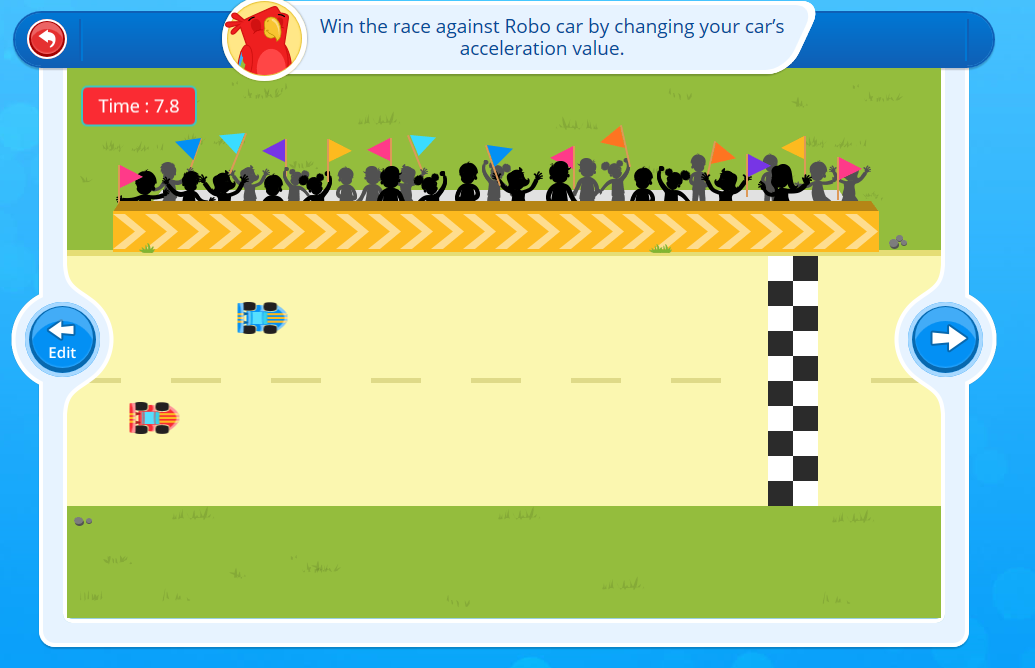 Win the race against Robo car by changing your car’s
acceleration value.
Time : 7.8
Edit